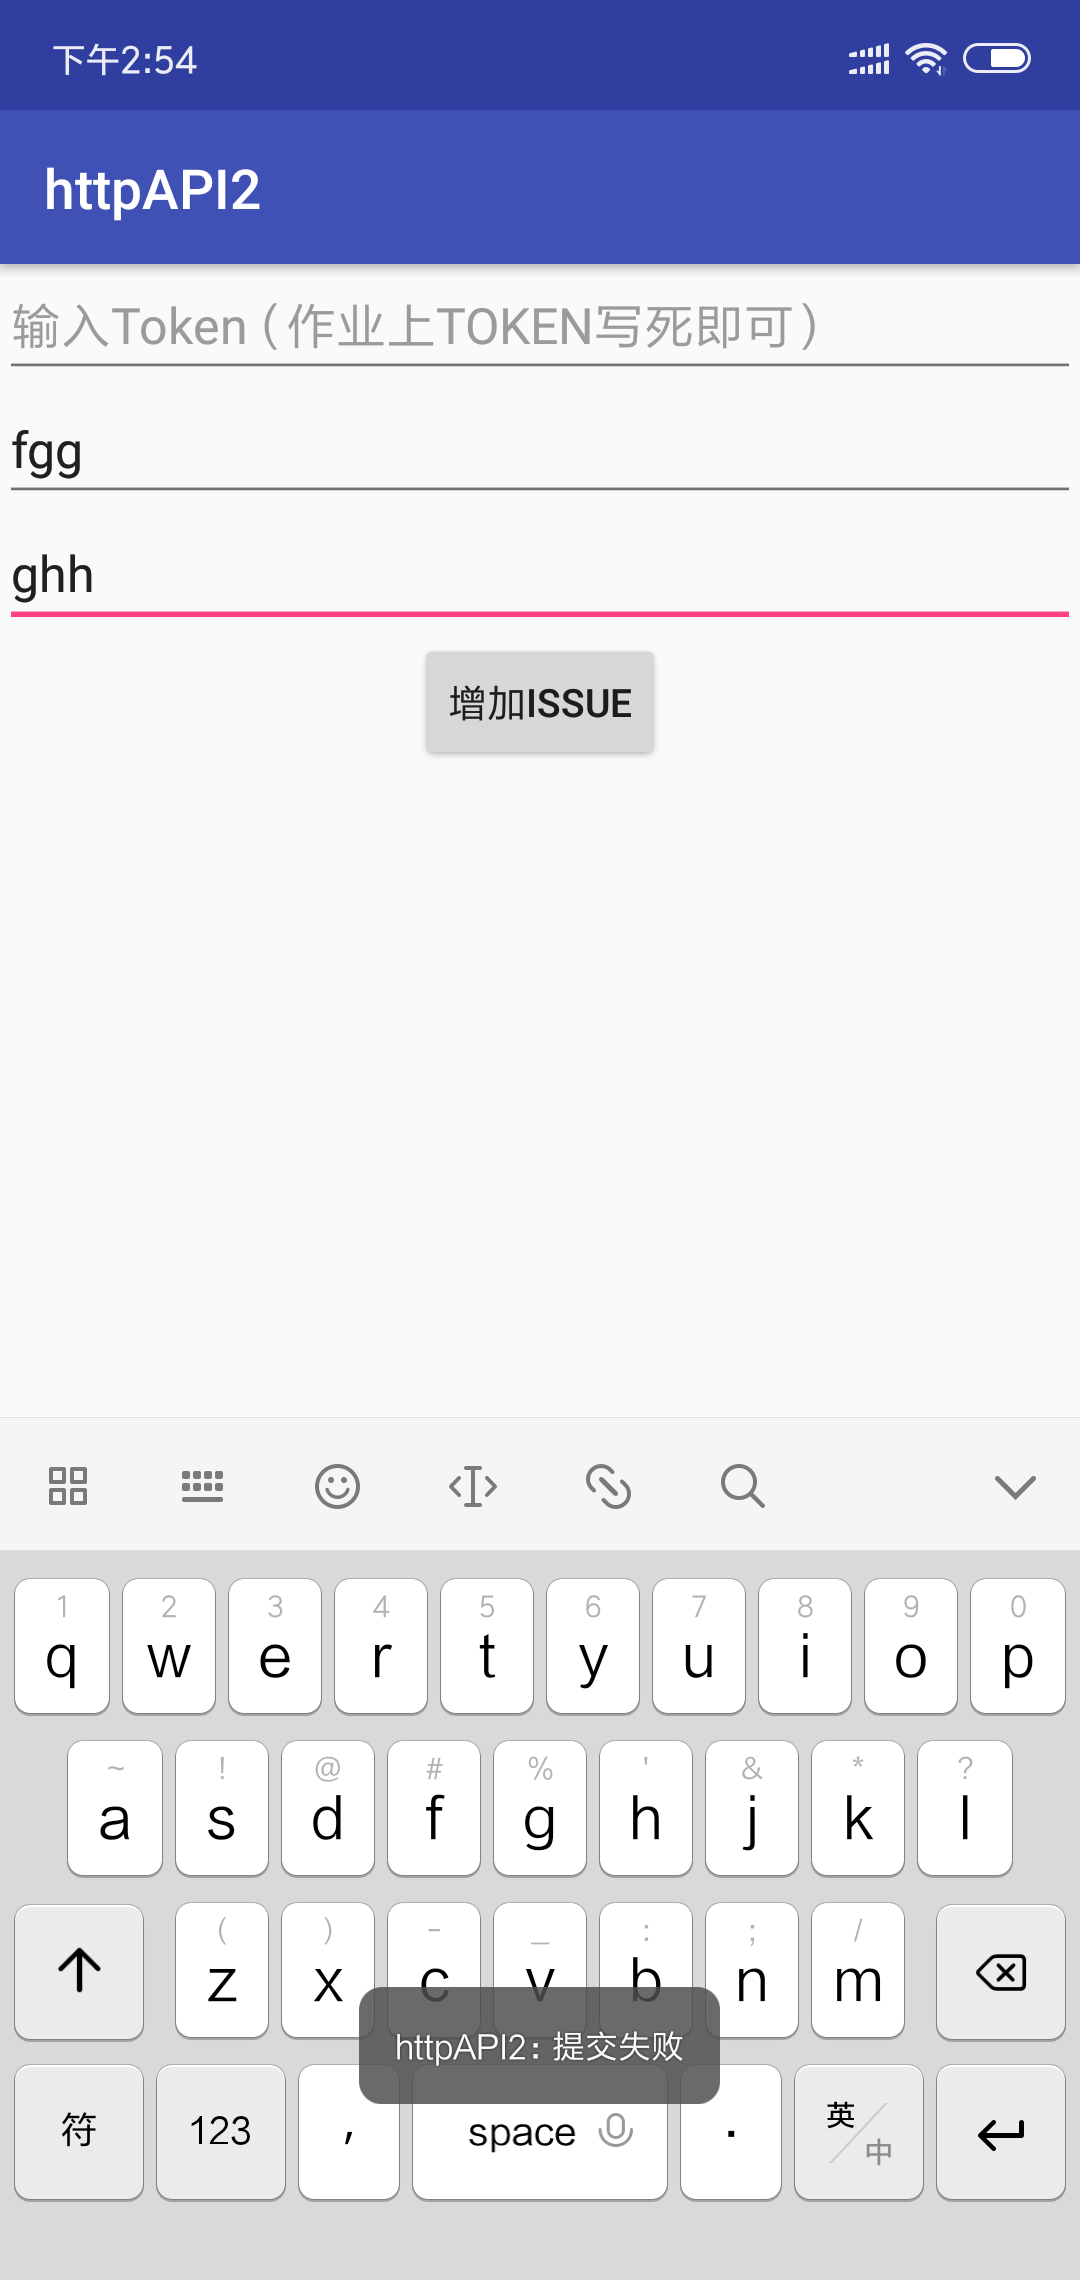 下午2:54
httpAPI2
输入Token（作业上TOKEN写死即可）
fgg
ghh
增加ISSUE
1 2 3 4 5 6 7 8 9 0
q w e r t y u i o p
~ ! @ # % ' & * ?
a s d f g h j k l
( ) - _ : ; /
z x c v b n m
httpAPI2：提交失败
符 123 , space . 英/中